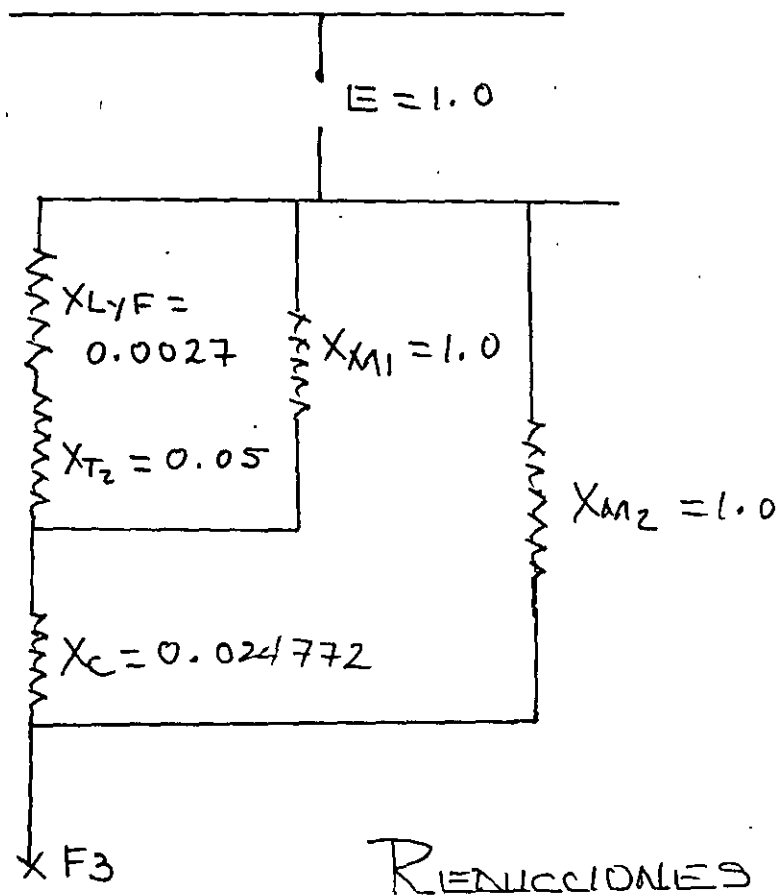 E = 1.0
XLyF =
0.0027
XM1 = 1.0
XT2 = 0.05
XM2 = 1.0
XC = 0.024772
X F3
REDUCCIONES